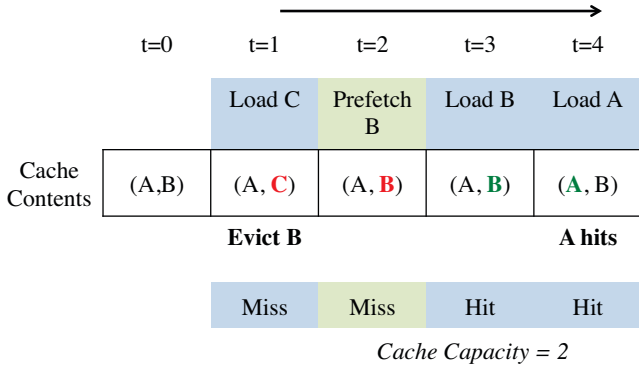 t=0 t=1 t=2 t=3 t=4
Load C Prefetch B Load B Load A
Cache Contents (A,B) (A, C) (A, B) (A, B) (A, B)
Evict B A hits
Miss Miss Hit Hit
Cache Capacity = 2